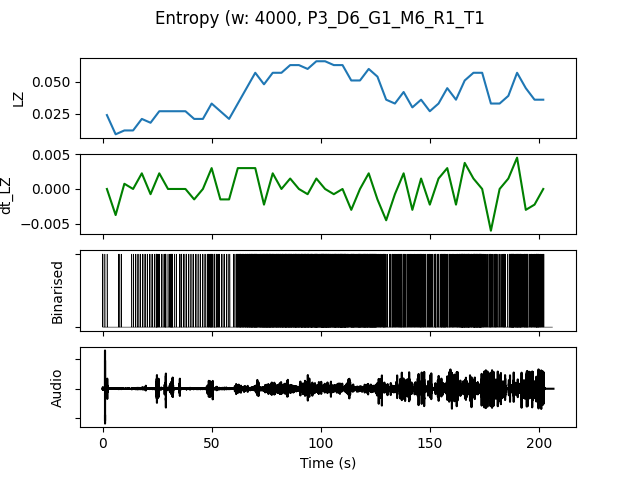 Entropy (w: 4000, P3_D6_G1_M6_R1_T1
LZ
0.050
0.025
dt_LZ
0.005
0.000
−0.005
Binarised
Audio
0 50 100 150 200
Time (s)